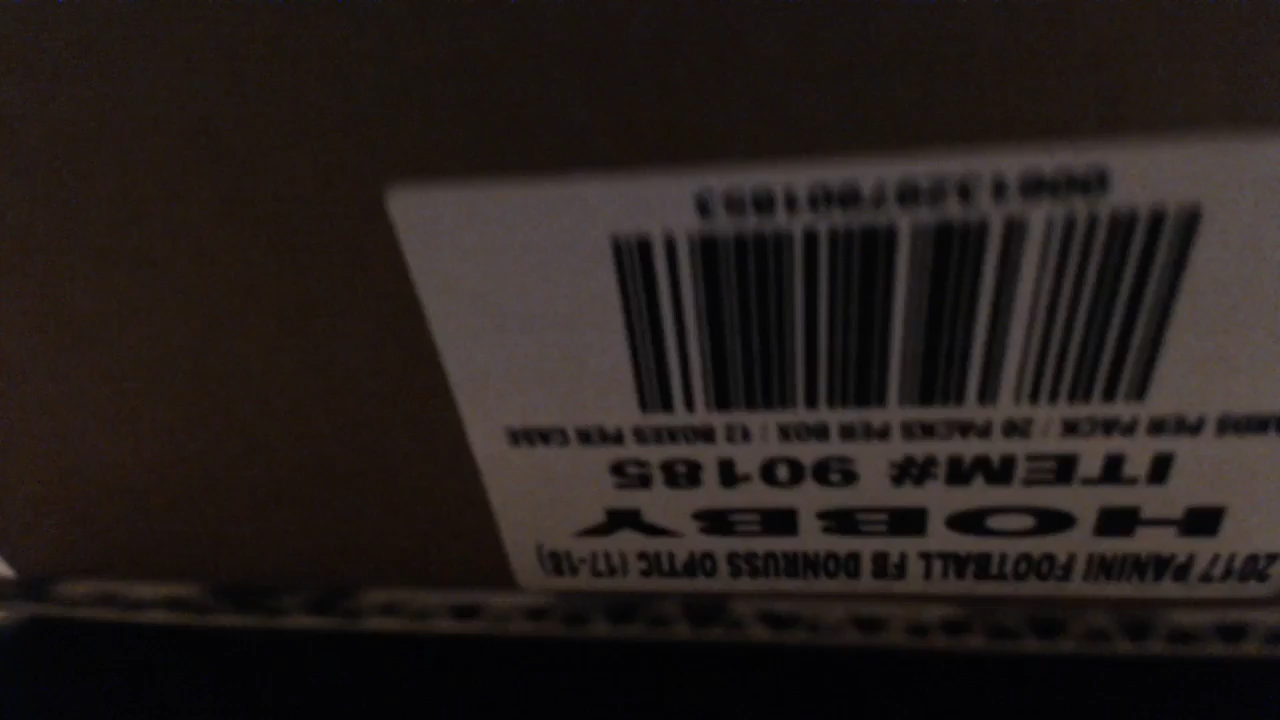 2017 PANINI FOOTBALL FB DONRUSS OPTIC (17-18)
HOBBY
ITEM# 90185
PER PACK / 20 PACKS PER BOX / 12 BOXES PER CASE